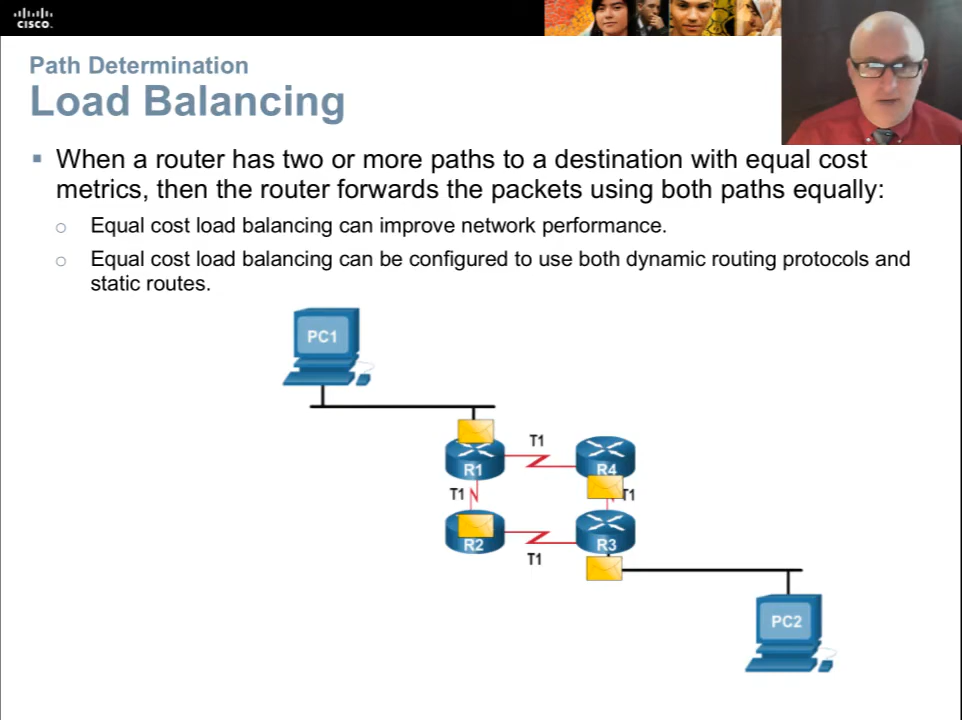 CISCO.
Path Determination
Load Balancing
When a router has two or more paths to a destination with equal cost
metrics, then the router forwards the packets using both paths equally:
Equal cost load balancing can improve network performance.
Equal cost load balancing can be configured to use both dynamic routing protocols and
static routes.
PC1
T1
R1
R4
T1
T1
R2
R3
T1
PC2